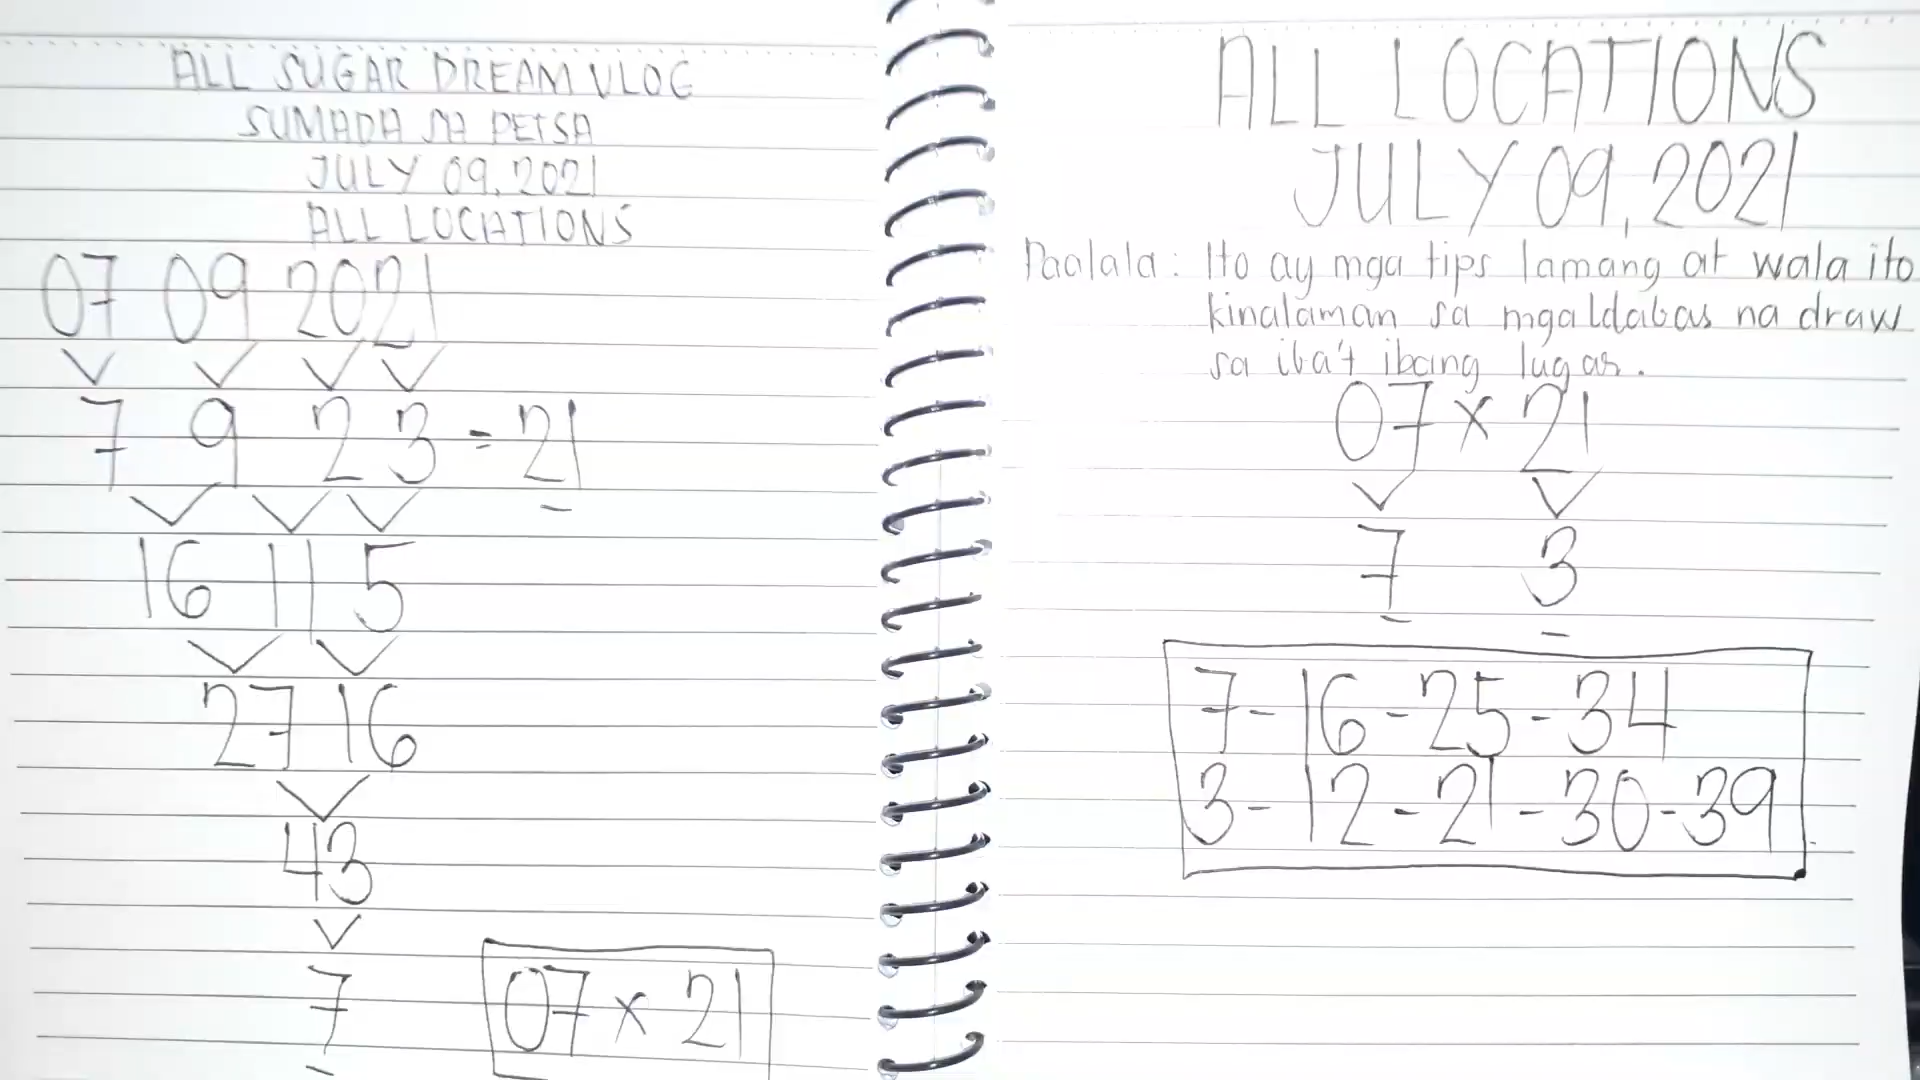 ALL SUGAR DREAM VLOG
SUMADA SA PETSA
JULY 09, 2021
ALL LOCATIONS
07 09 2021
7 9 2 3 = 21
16 11 5
27 16
43
7
07 x 21
ALL LOCATIONS
JULY 09, 2021
Paalala: Ito ay mga tips lamang at wala ito
kinalaman sa mga ldabas na draw
sa iba't ibang lugar.
07 x 21
7 3
7-16-25-34
3-12-21-30-39